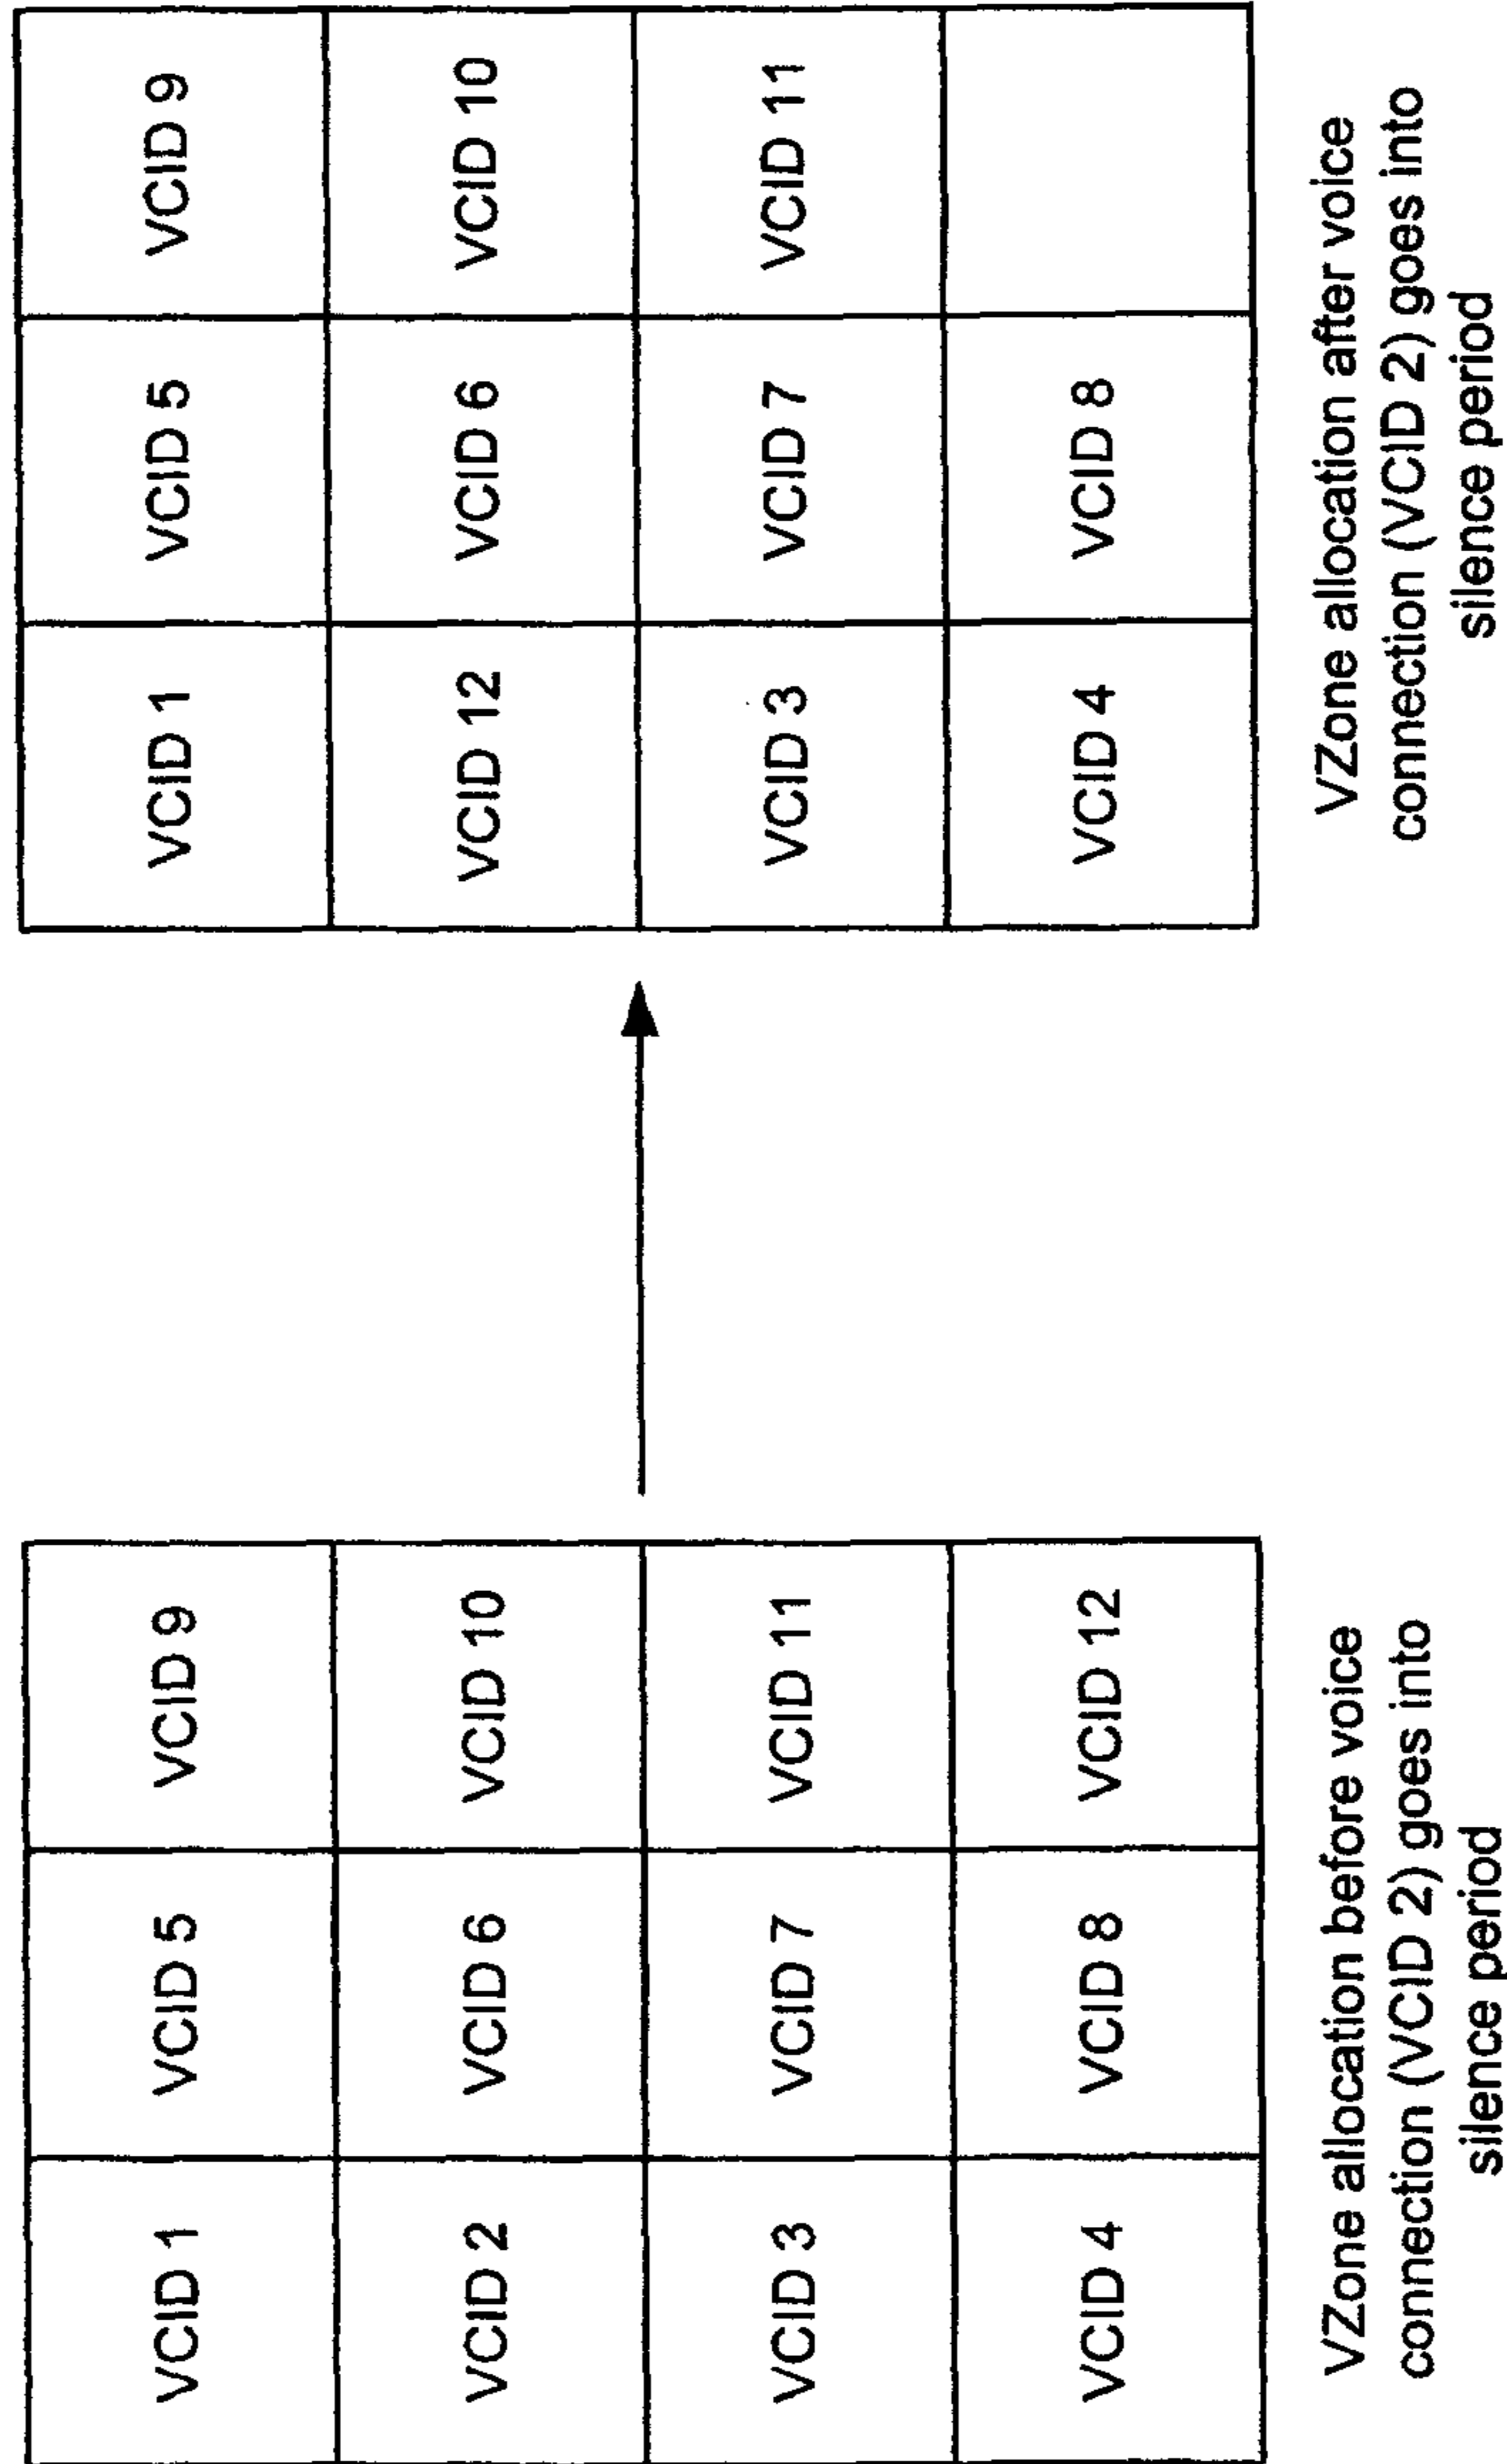 VCID 1 VCID 5 VCID 9
VCID 2 VCID 6 VCID 10
VCID 3 VCID 7 VCID 11
VCID 4 VCID 8 VCID 12
VZone allocation before voice
connection (VCID 2) goes into
silence period
VCID 1 VCID 5 VCID 9
VCID 12 VCID 6 VCID 10
VCID 3 VCID 7 VCID 11
VCID 4 VCID 8
VZone allocation after voice
connection (VCID 2) goes into
silence period